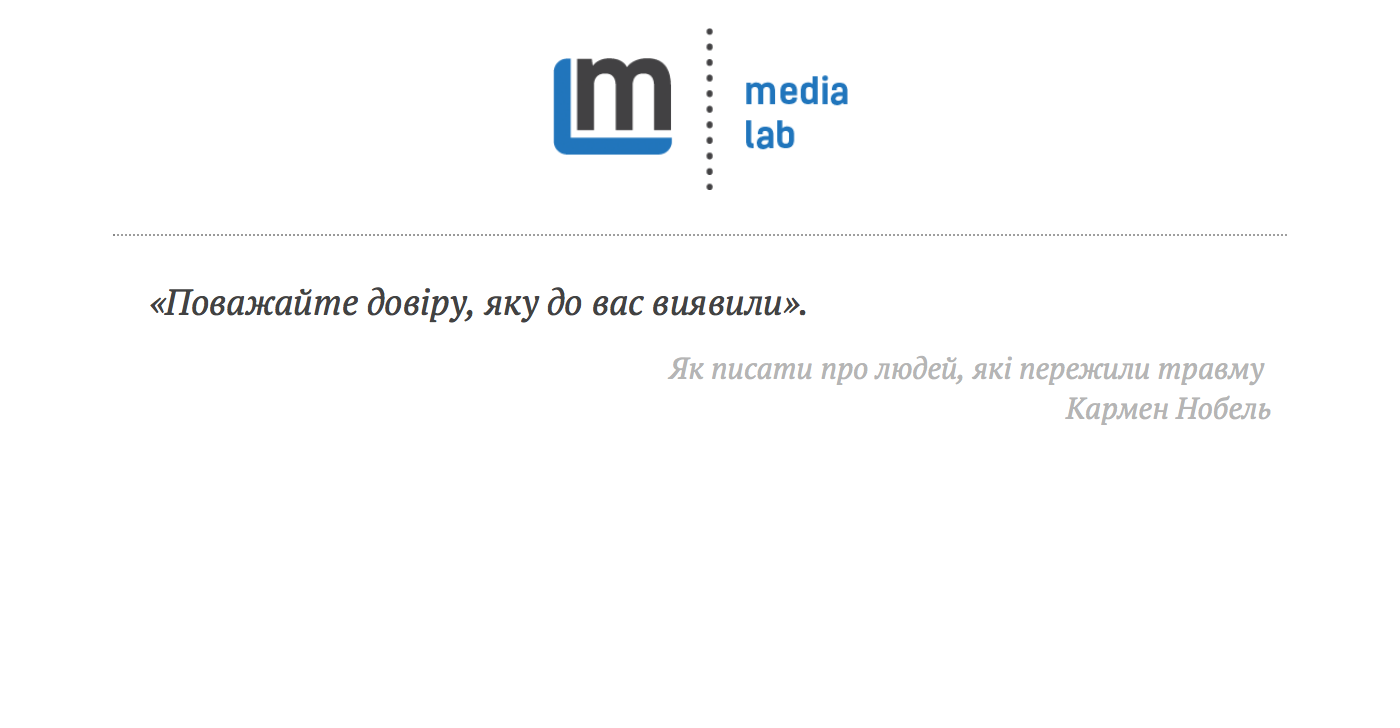 m
media
lab
«Поважайте довіру, яку до вас виявили».
Як писати про людей, які пережили травму
Кармен Нобель